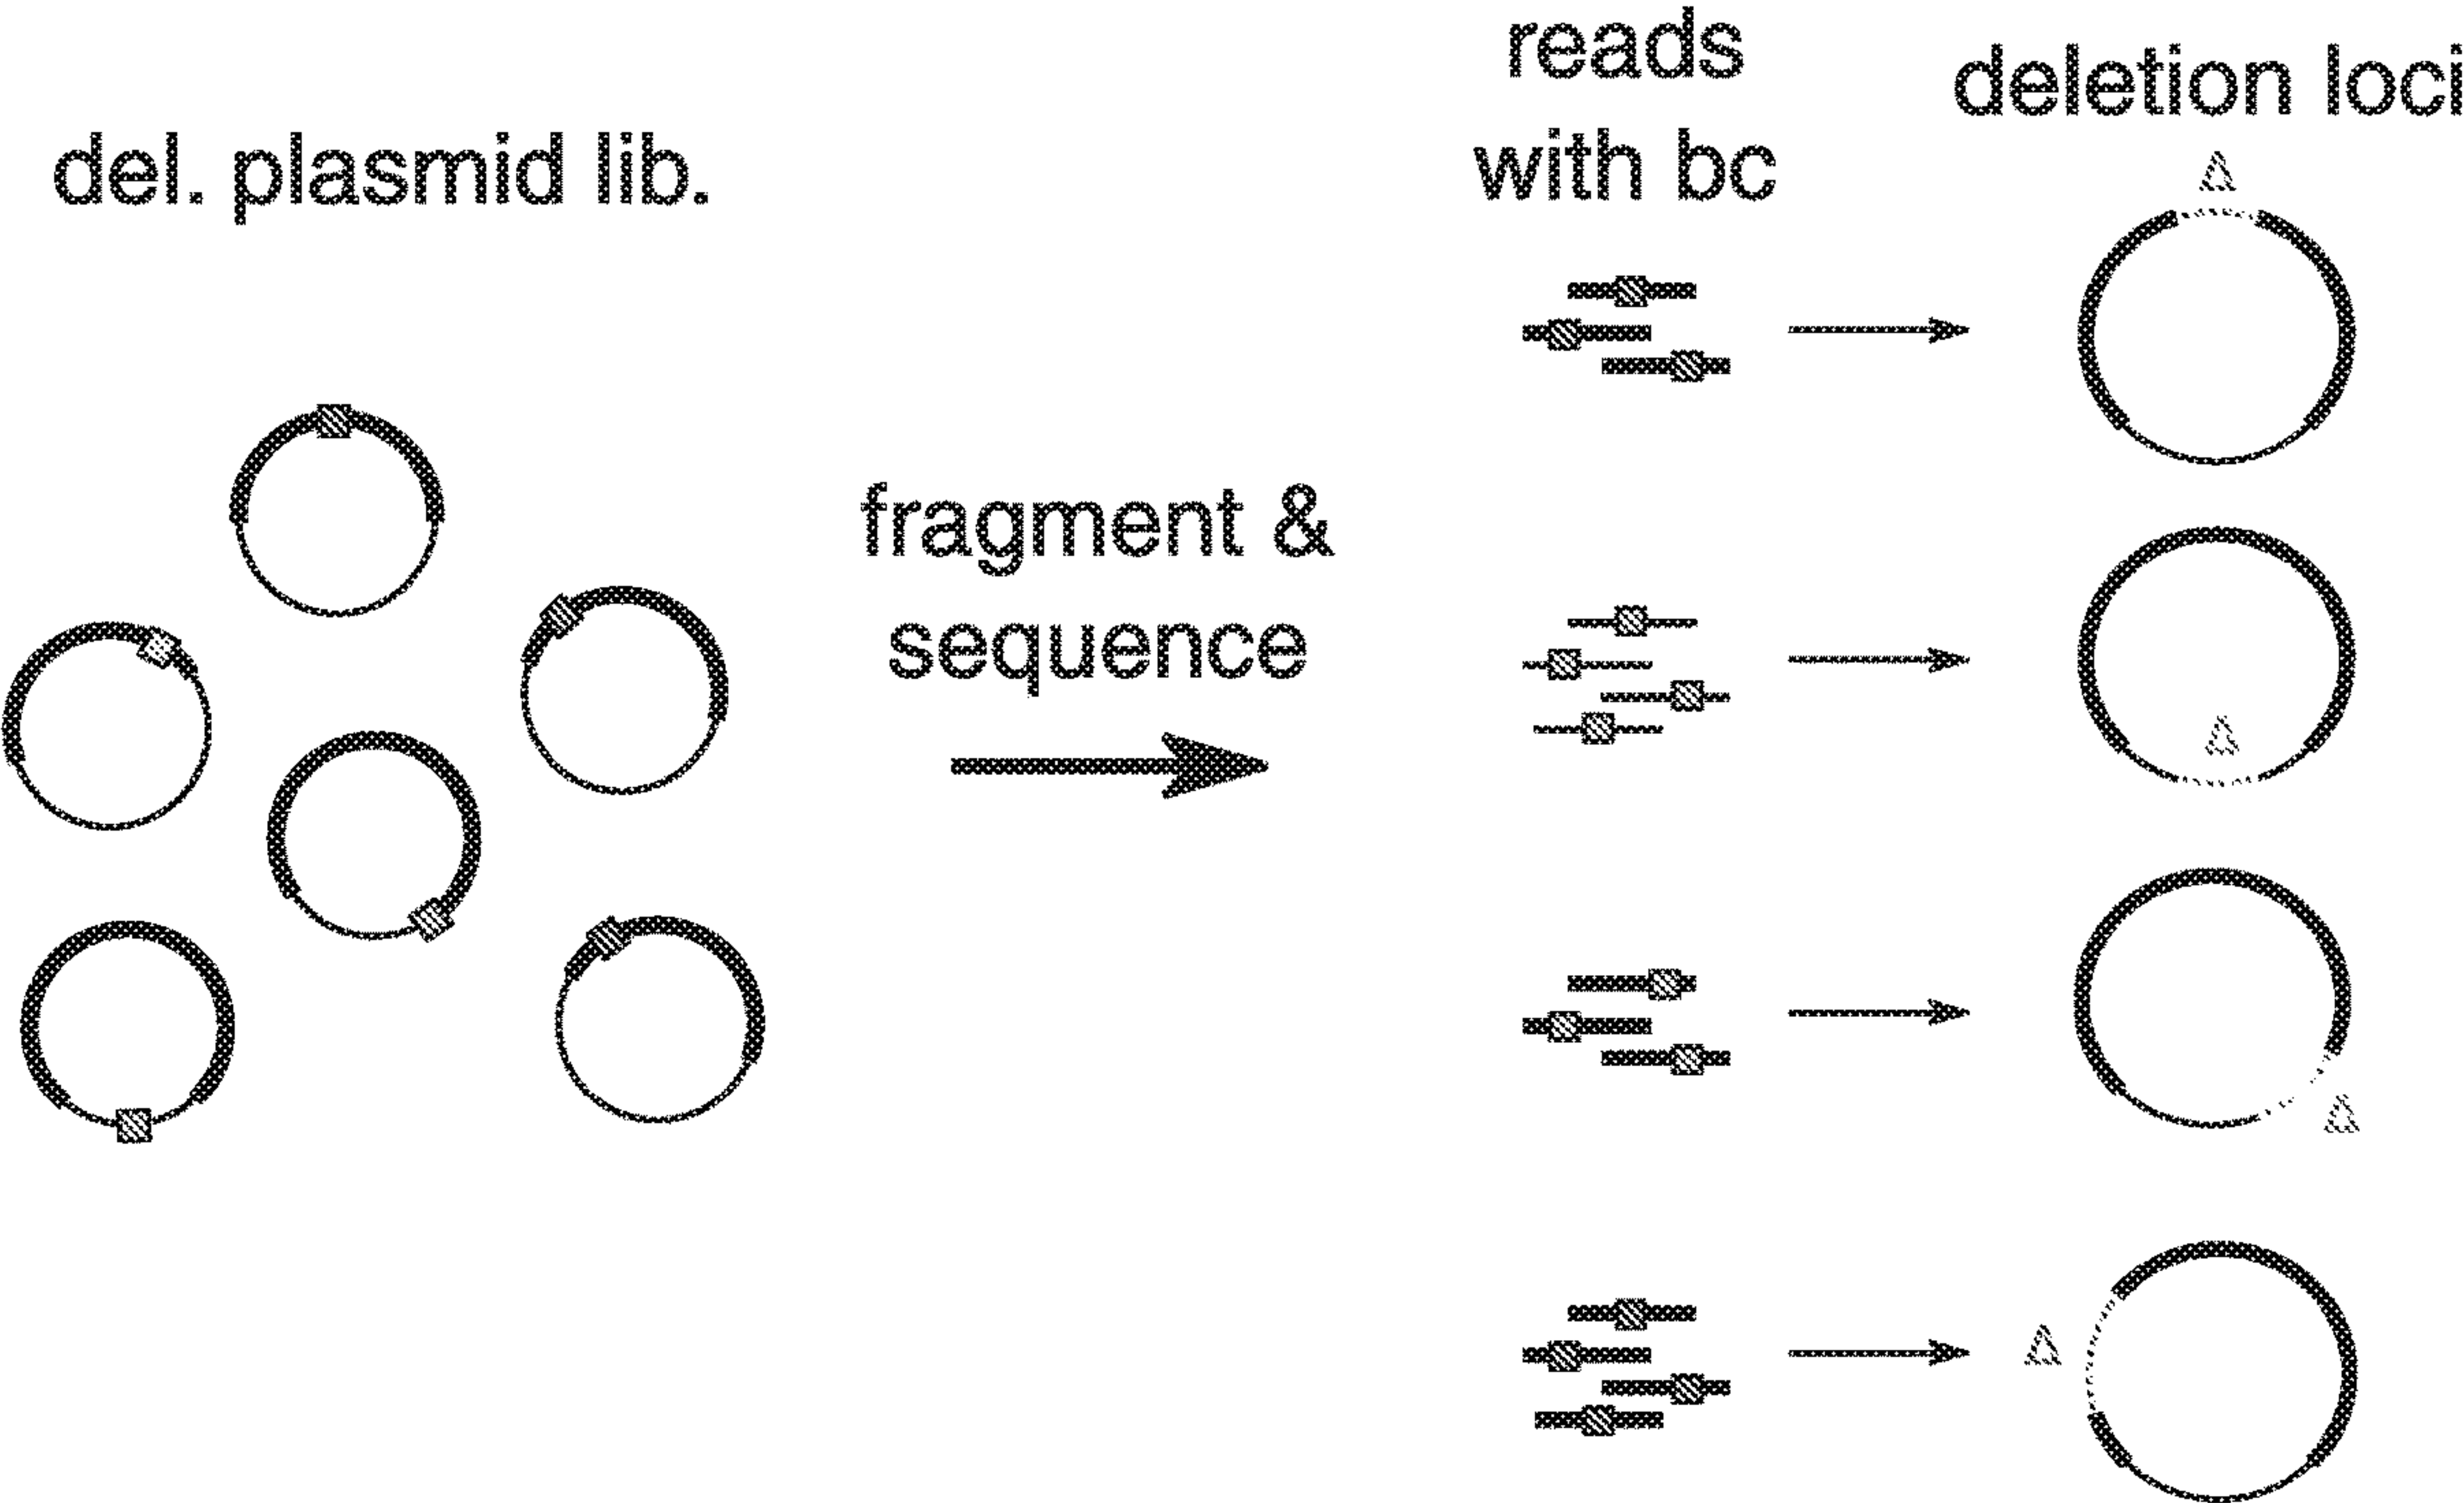 del. plasmid lib.
fragment &
sequence
reads
with bc
deletion loci
Δ
Δ
Δ
Δ